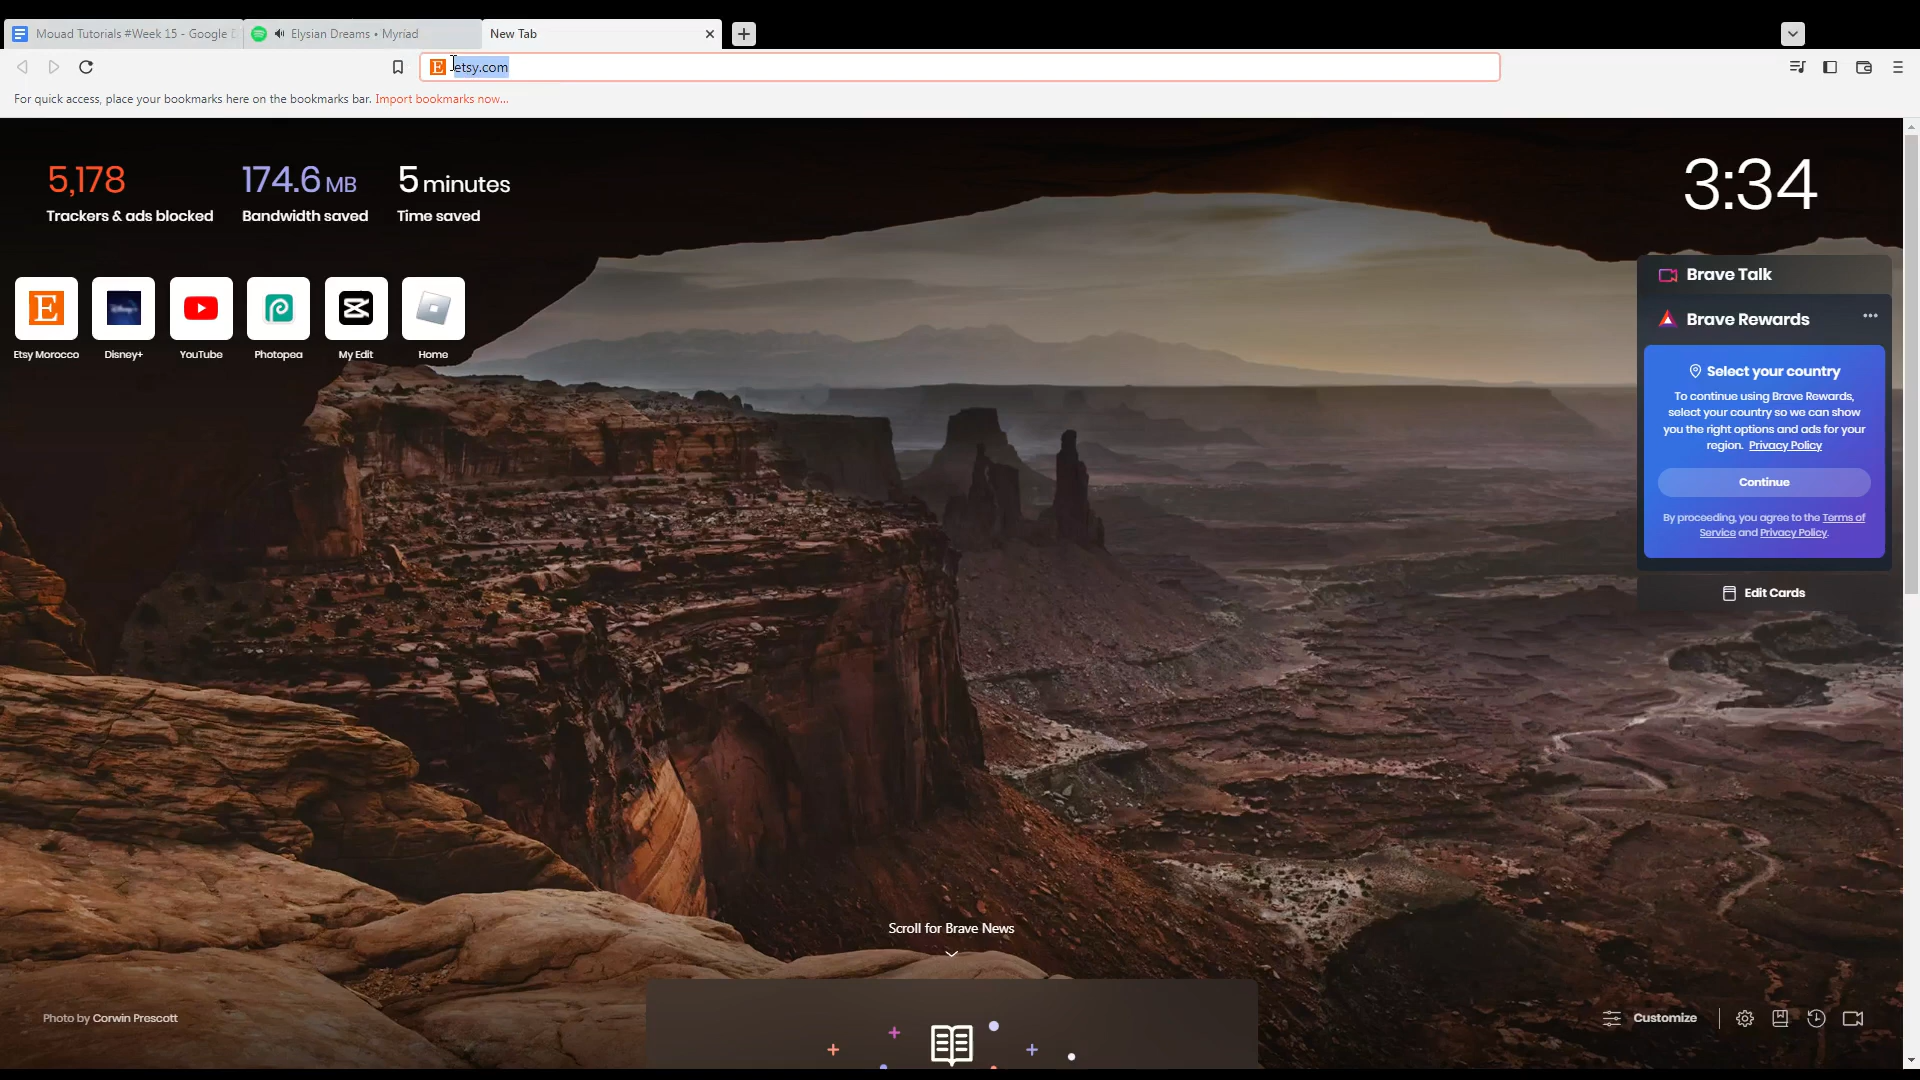 Mouad Tutorials #Week 15 - Google
Elysian Dreams • Myriad
New Tab
etsy.com
For quick access, place your bookmarks here on the bookmarks bar. Import bookmarks now...
5,178
Trackers & ads blocked
174.6 MB
Bandwidth saved
5 minutes
Time saved
3:34
Etsy Morocco
Disney+
YouTube
Photopea
My Edit
Home
Brave Talk
Brave Rewards
Select your country
To continue using Brave Rewards,
select your country so we can show
you the right options and ads for your
region. Privacy Policy
Continue
By proceeding, you agree to the Terms of
Service and Privacy Policy.
Edit Cards
Scroll for Brave News
Photo by Corwin Prescott
Customize